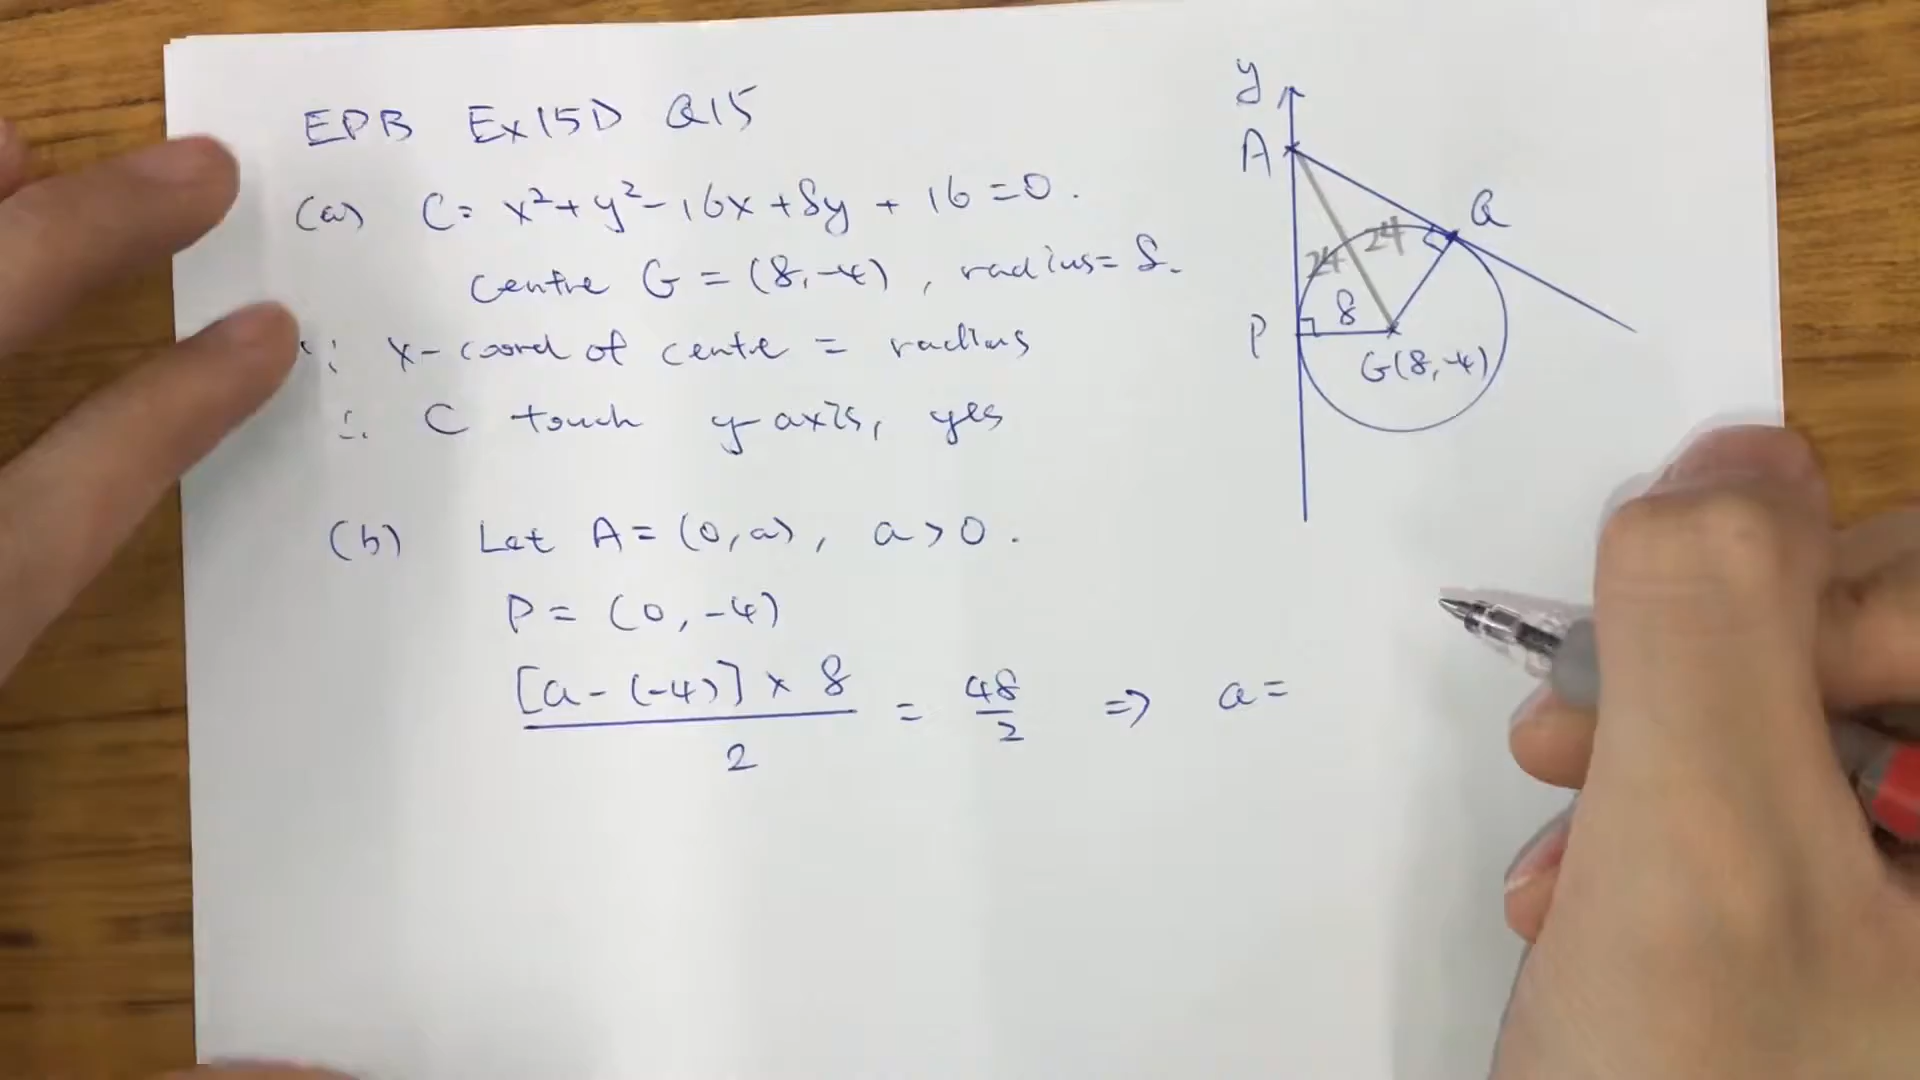 EPB Ex15D Q15
(a) C: x²+y²-16x+8y + 16 =0.
Centre G = (8,-4), radius= 8.
∵ x-coord of centre = radius
∴ C touch y-axis, yes
(b) Let A = (0,a), a>0.
P = (0,-4)
[a-(-4)] × 8
= 48/2 ⇒ a =
2
y
A
Q
24 24
P
8
G(8,-4)